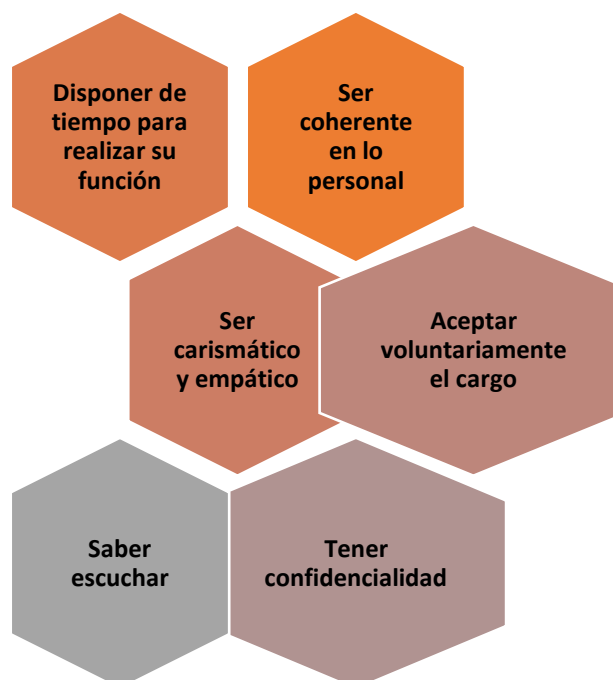 Disponer de
tiempo para
realizar su
función
Ser
coherente
en lo
personal
Ser
carismático
y empático
Aceptar
voluntariamente
el cargo
Saber
escuchar
Tener
confidencialidad